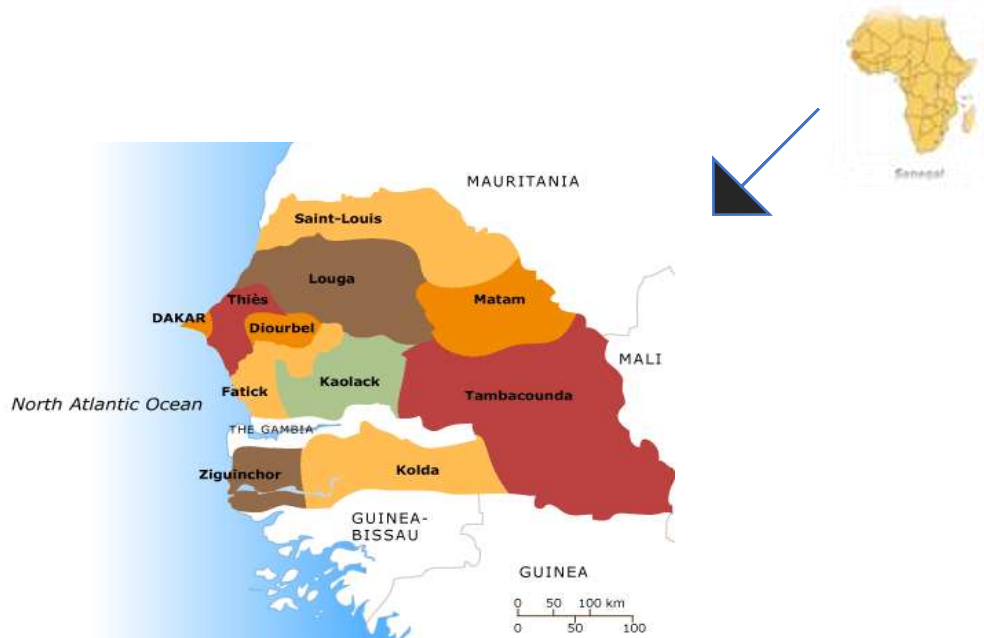 Senegal
MAURITANIA
Saint-Louis
Louga
Thiès
Matam
DAKAR
Diourbel
MALI
Kaolack
Fatick
Tambacounda
North Atlantic Ocean
THE GAMBIA
Ziguinchor
Kolda
GUINEA-
BISSAU
GUINEA
0 50 100 km
0 50 100